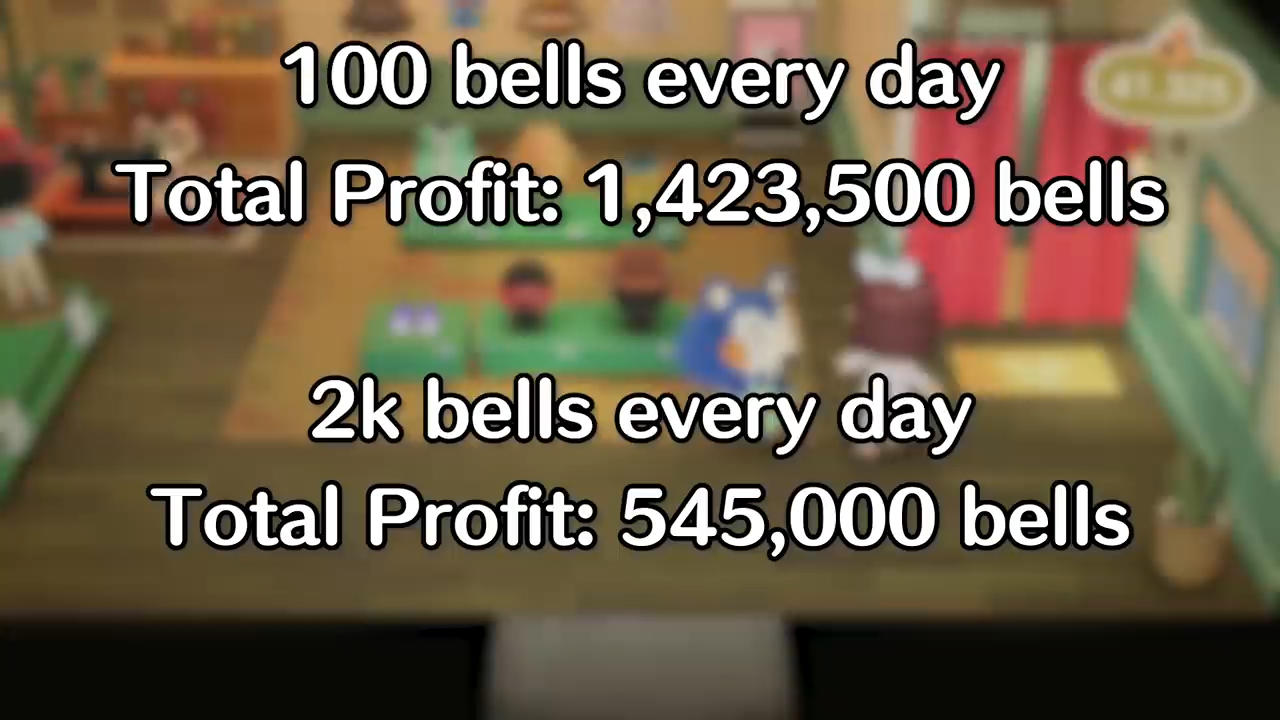 100 bells every day
Total Profit: 1,423,500 bells
2k bells every day
Total Profit: 545,000 bells